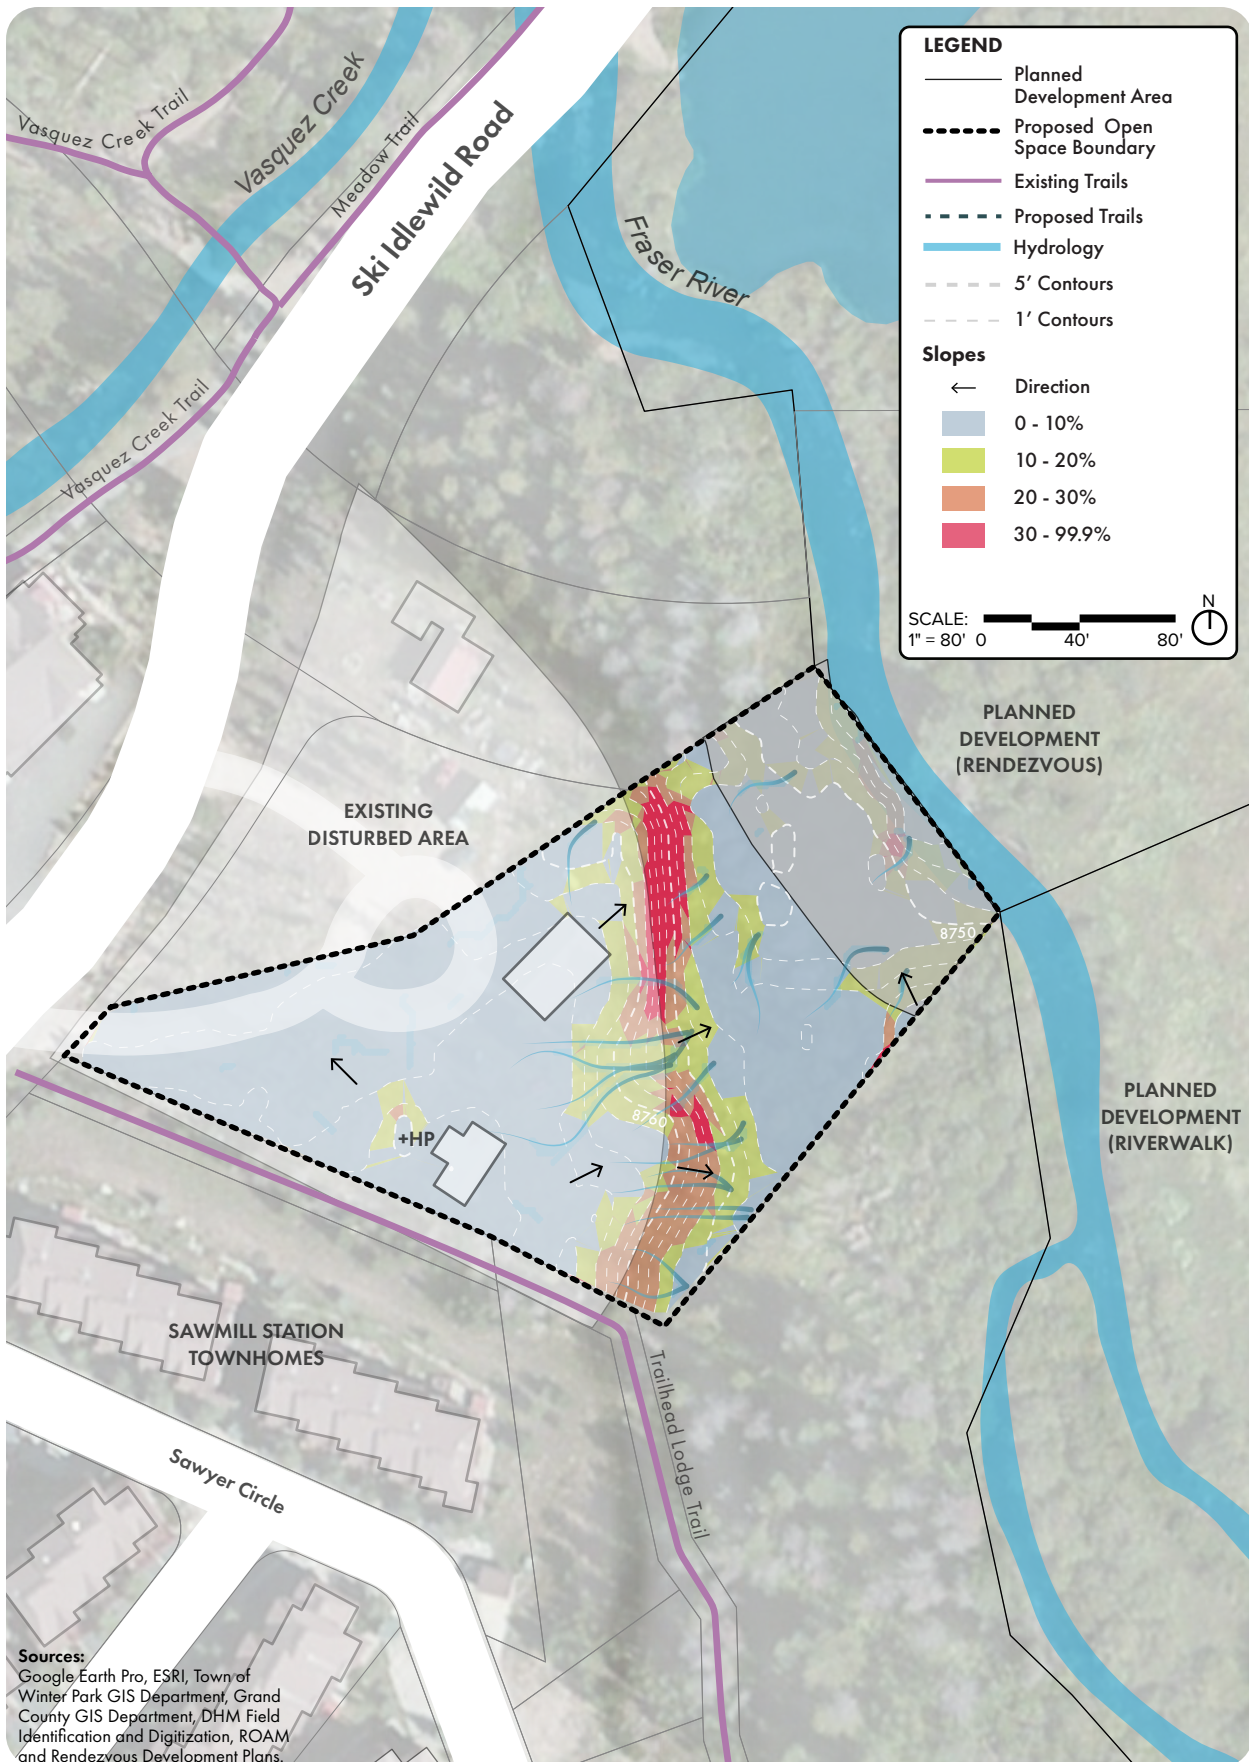 Vasquez Creek Trail
Vasquez Creek
Meadow Trail
Ski Idlewild Road
Fraser River
Vasquez Creek Trail
LEGEND
Planned
Development Area
Proposed Open
Space Boundary
Existing Trails
Proposed Trails
Hydrology
5' Contours
1' Contours
Slopes
Direction
0 - 10%
10 - 20%
20 - 30%
30 - 99.9%
SCALE:
1" = 80' 0 40' 80'
N
PLANNED
DEVELOPMENT
(RENDEZVOUS)
EXISTING
DISTURBED AREA
8750
8760
+HP
PLANNED
DEVELOPMENT
(RIVERWALK)
SAWMILL STATION
TOWNHOMES
Trailhead Lodge Trail
Sawyer Circle
Sources:
Google Earth Pro, ESRI, Town of
Winter Park GIS Department, Grand
County GIS Department, DHM Field
Identification and Digitization, ROAM
and Rendezvous Development Plans.